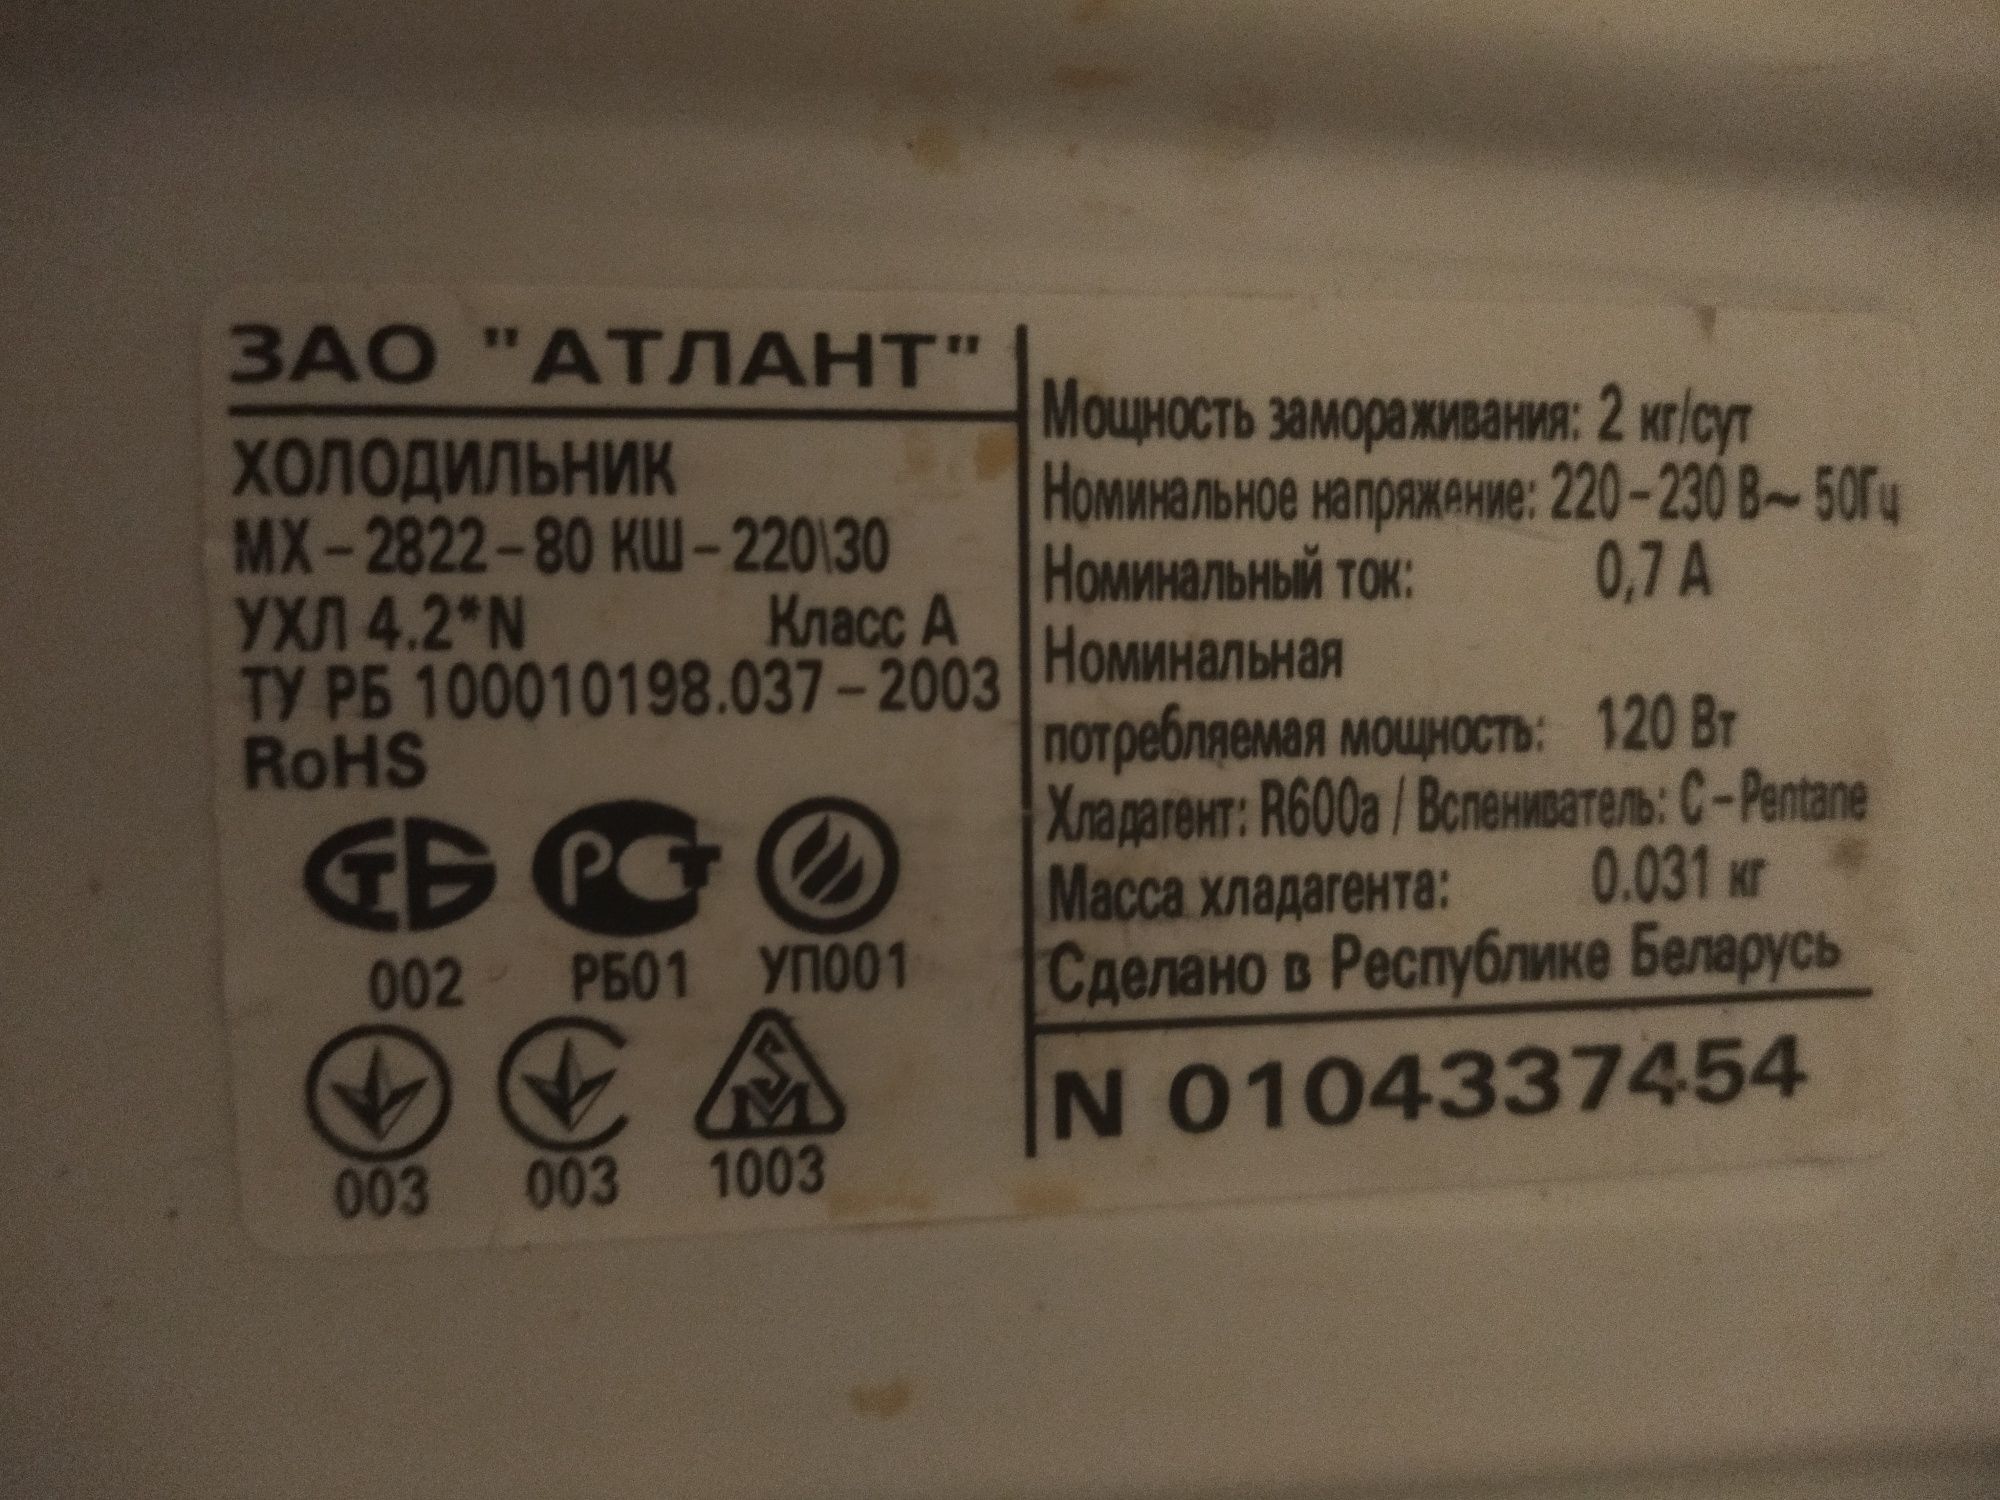 ЗАО "АТЛАНТ"
ХОЛОДИЛЬНИК
МХ-2822-80 КШ-220\30
УХЛ 4.2*N Класс А
ТУ РБ 100010198.037-2003
RoHS
СТБ РСТ
002 РБ01 УП001
SM
003 003 1003
Мощность замораживания: 2 кг/сут
Номинальное напряжение: 220-230 В~ 50Гц
Номинальный ток: 0,7 А
Номинальная
потребляемая мощность: 120 Вт
Хладагент: R600a / Вспениватель: C-Pentane
Масса хладагента: 0.031 кг
Сделано в Республике Беларусь
N 0104337454